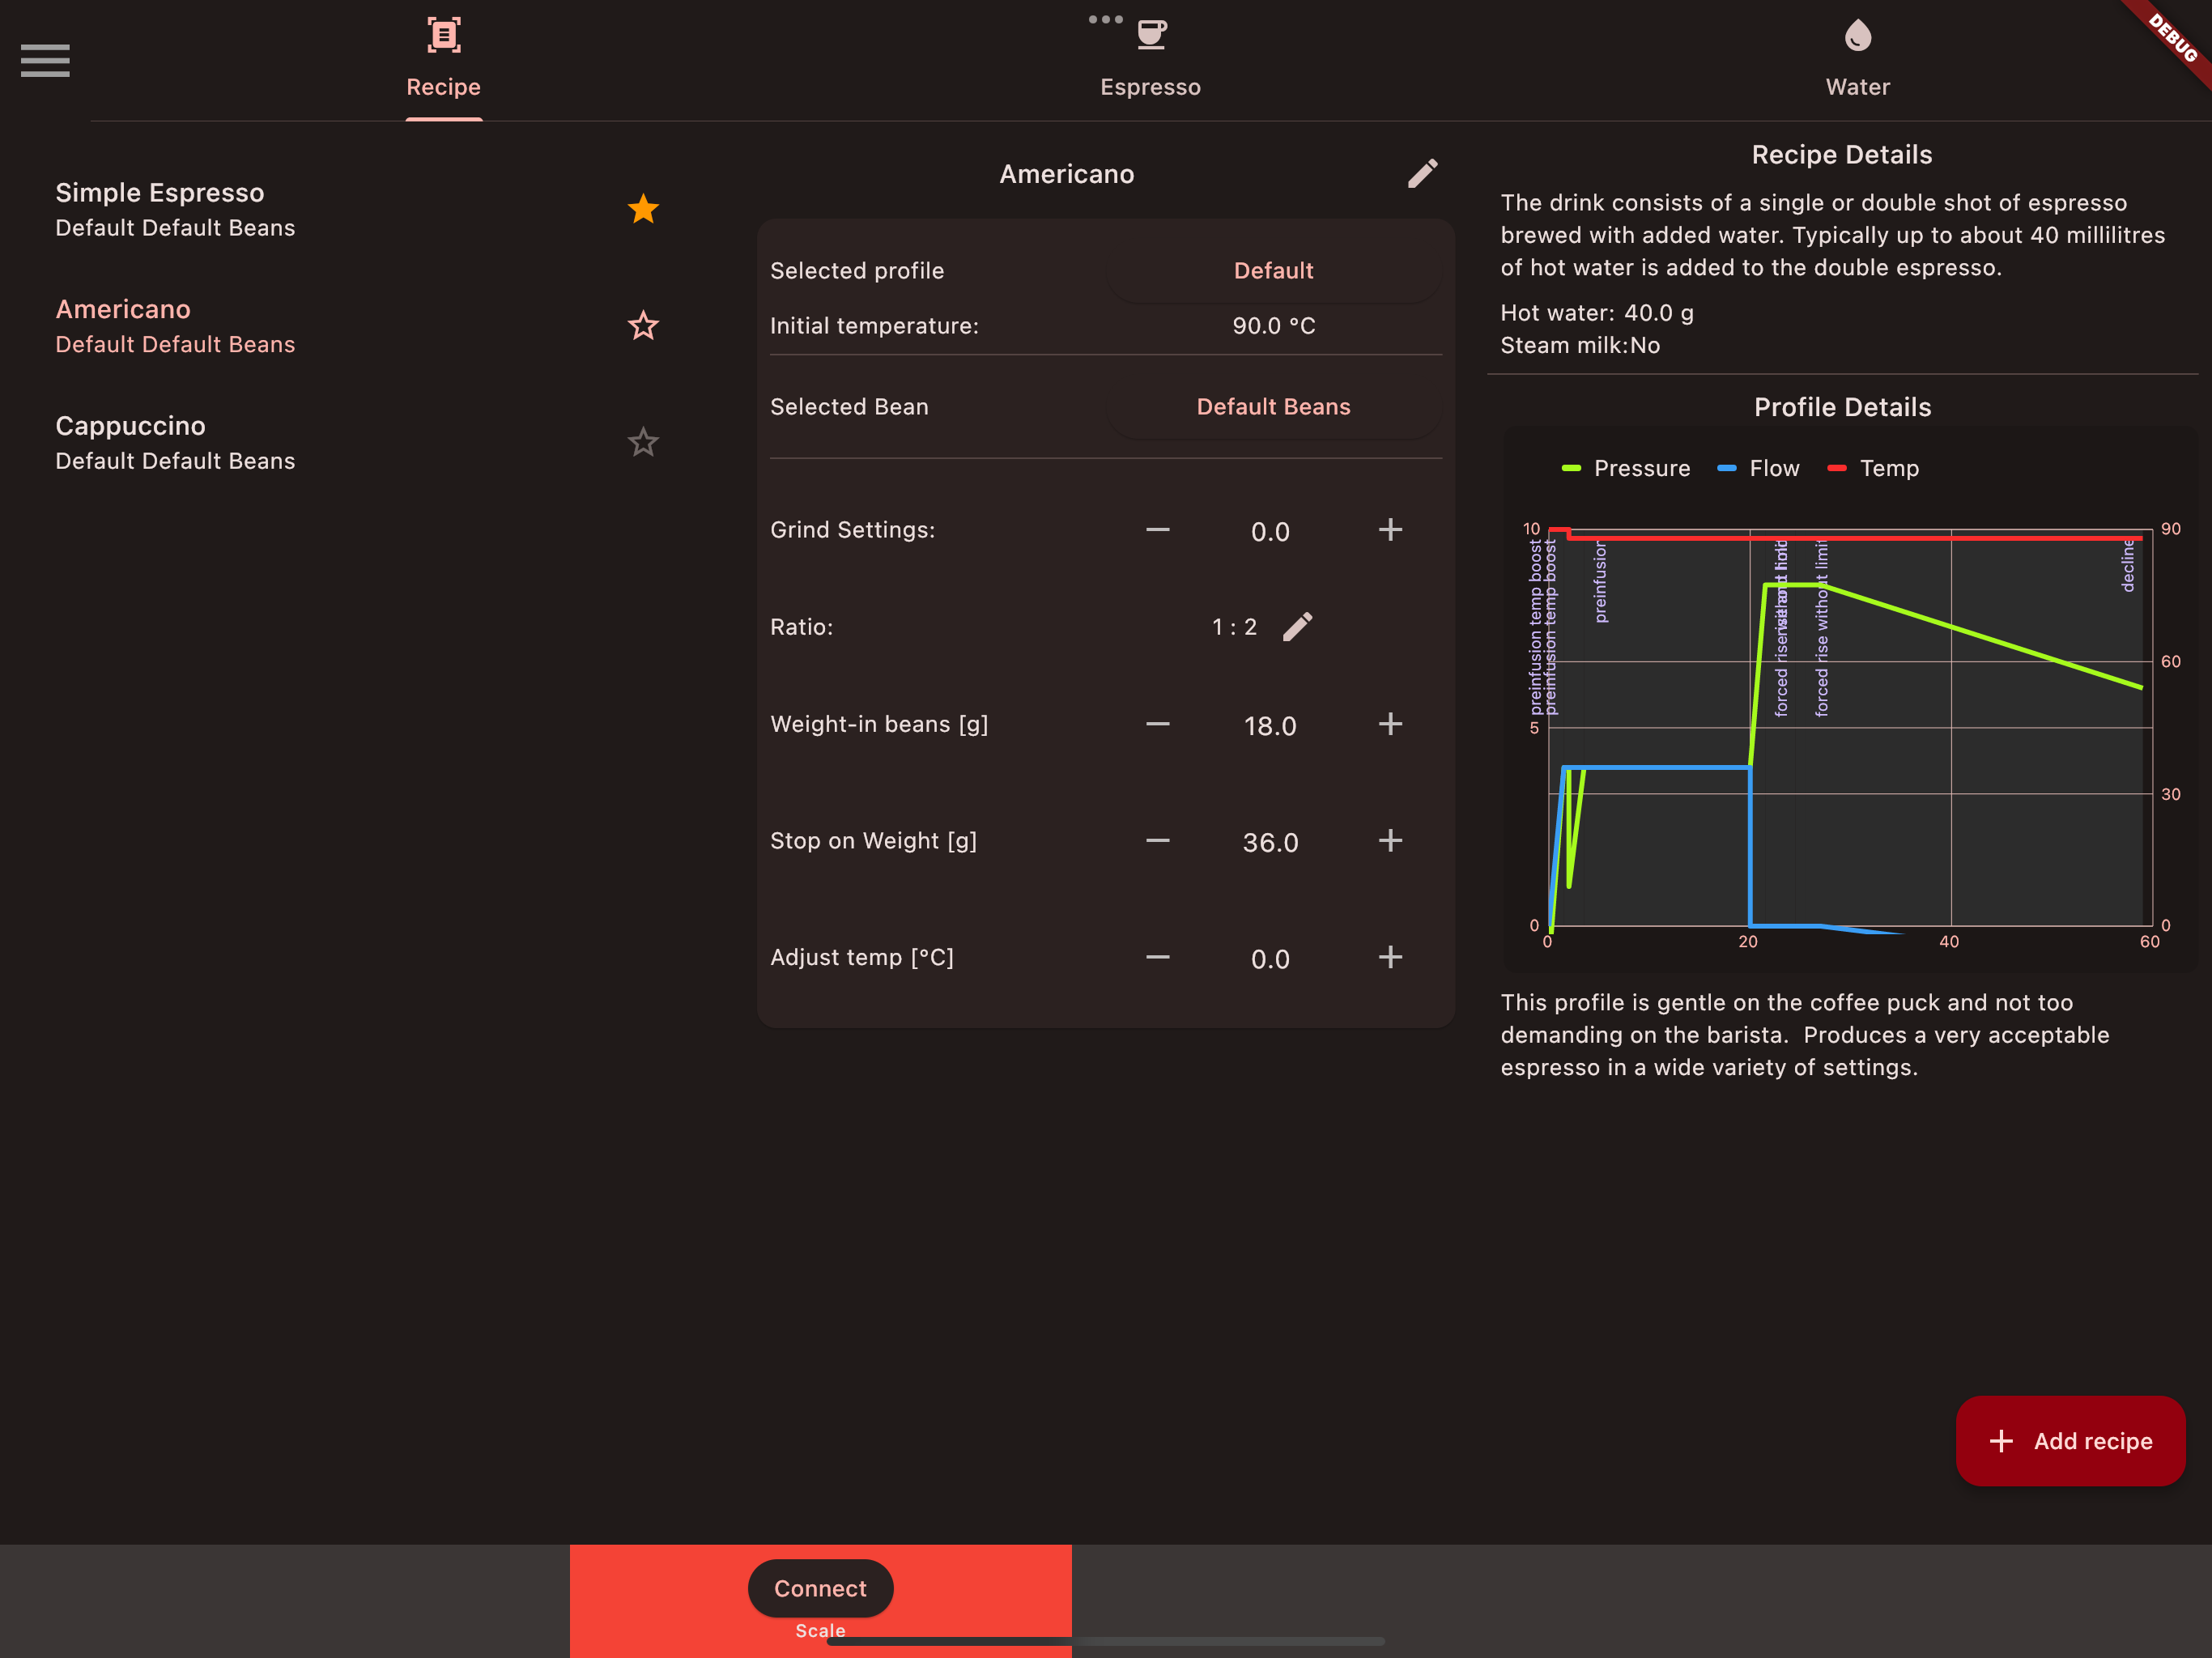 Recipe
Espresso
Water
DEBUG
Simple Espresso
Default Default Beans
Americano
Default Default Beans
Cappuccino
Default Default Beans
Americano
Selected profile Default
Initial temperature: 90.0 °C
Selected Bean Default Beans
Grind Settings: 0.0
Ratio: 1 : 2
Weight-in beans [g] 18.0
Stop on Weight [g] 36.0
Adjust temp [°C] 0.0
Recipe Details
The drink consists of a single or double shot of espresso
brewed with added water. Typically up to about 40 millilitres
of hot water is added to the double espresso.
Hot water: 40.0 g
Steam milk:No
Profile Details
Pressure Flow Temp
10
5
0
90
60
30
0
0 20 40 60
preinfusion temp boost
preinfusion temp boost
preinfusion
forced rise without limit
decline
This profile is gentle on the coffee puck and not too
demanding on the barista.  Produces a very acceptable
espresso in a wide variety of settings.
+ Add recipe
Connect
Scale